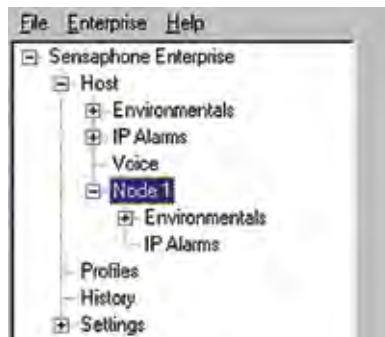 File Enterprise Help
Sensaphone Enterprise
Host
Environmentals
IP Alarms
Voice
Node 1
Environmentals
IP Alarms
Profiles
History
Settings